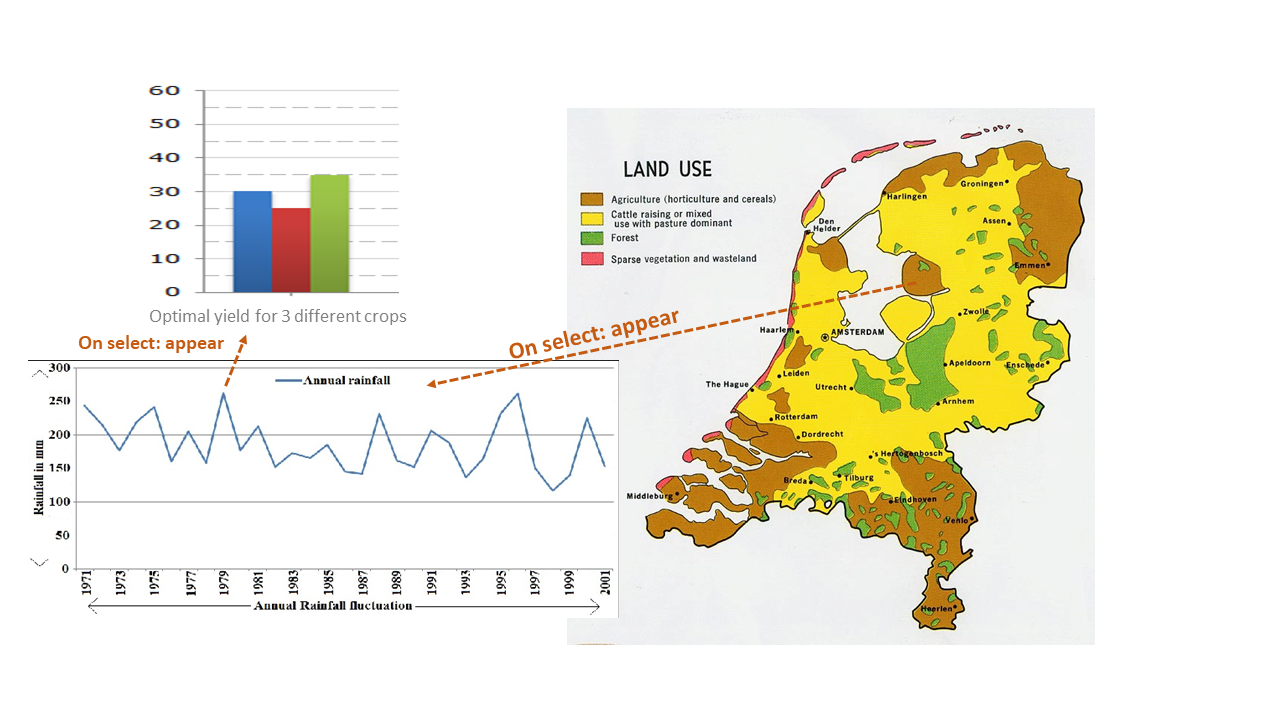 60
50
40
30
20
10
0
Optimal yield for 3 different crops
On select: appear
On select: appear
300
250
200
150
100
50
0
Rainfall in mm
Annual rainfall
1971 1973 1975 1977 1979 1981 1983 1985 1987 1989 1991 1993 1995 1997 1999 2001
Annual Rainfall fluctuation
LAND USE
Agriculture (horticulture and cereals)
Cattle raising or mixed
use with pasture dominant
Forest
Sparse vegetation and wasteland
Groningen
Harlingen
Assen
Den
Helder
Emmen
Zwolle
Haarlem
AMSTERDAM
Apeldoorn
Enschede
Leiden
The Hague
Utrecht
Arnhem
Rotterdam
Dordrecht
's Hertogenbosch
Breda
Tilburg
Middleburg
Eindhoven
Venlo
Heerlen